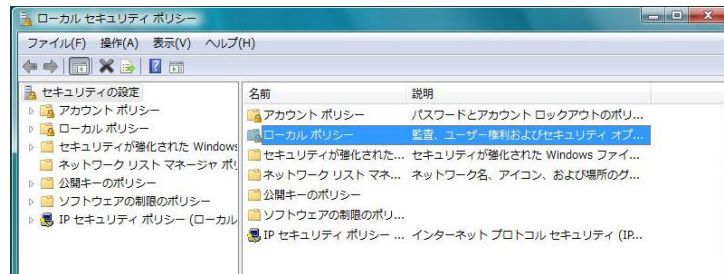 ローカル セキュリティ ポリシー
ファイル(F) 操作(A) 表示(V) ヘルプ(H)
セキュリティの設定
アカウント ポリシー
ローカル ポリシー
セキュリティが強化された Windows
ネットワーク リスト マネージャ ポリ
公開キーのポリシー
ソフトウェアの制限のポリシー
IP セキュリティ ポリシー (ローカル
名前 説明
アカウント ポリシー パスワードとアカウント ロックアウトのポリ...
ローカル ポリシー 監査、ユーザー権利およびセキュリティ オプ...
セキュリティが強化された... セキュリティが強化された Windows ファイ...
ネットワーク リスト マネ... ネットワーク名、アイコン、および場所のグ...
公開キーのポリシー
ソフトウェアの制限のポリ...
IP セキュリティ ポリシー ... インターネット プロトコル セキュリティ (IP...